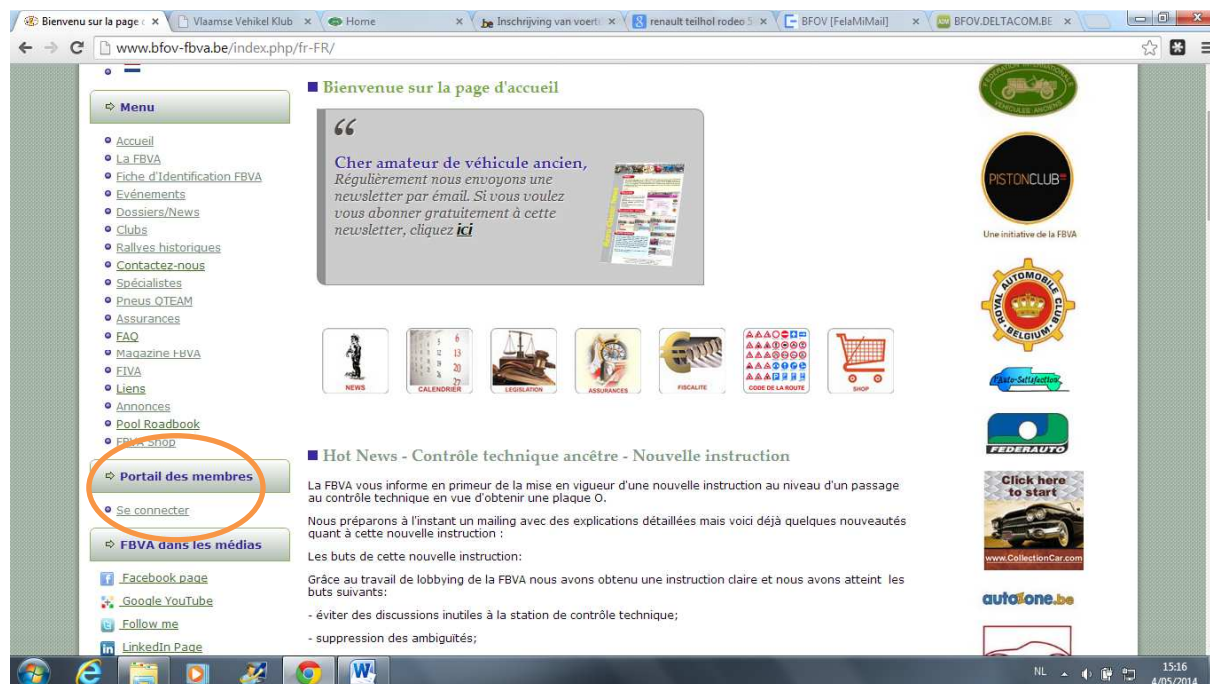 Bienvenu sur la page
Vlaamse Vehikel Klub
Home
Inschrijving van voert
renault teilhol rodeo 5
BFOV [FelaMiMail]
BFOV.DELTACOM.BE
www.bfov-fbva.be/index.php/fr-FR/
Menu
Accueil
La FBVA
Fiche d'Identification FBVA
Evénements
Dossiers/News
Clubs
Rallyes historiques
Contactez-nous
Spécialistes
Pneus QTEAM
Assurances
FAQ
Magazine FBVA
FIVA
Liens
Annonces
Pool Roadbook
FBVA Shop
Portail des membres
Se connecter
FBVA dans les médias
Facebook page
Google YouTube
Follow me
LinkedIn Page
Bienvenue sur la page d'accueil
“
Cher amateur de véhicule ancien,
Régulièrement nous envoyons une
newsletter par émail. Si vous voulez
vous abonner gratuitement à cette
newsletter, cliquez ici
NEWS
CALENDRIER
LEGISLATION
ASSURANCES
FISCALITE
CODE DE LA ROUTE
SHOP
Hot News - Contrôle technique ancêtre - Nouvelle instruction
La FBVA vous informe en primeur de la mise en vigueur d'une nouvelle instruction au niveau d'un passage
au contrôle technique en vue d'obtenir une plaque O.
Nous préparons à l'instant un mailing avec des explications détaillées mais voici déjà quelques nouveautés
quant à cette nouvelle instruction :
Les buts de cette nouvelle instruction:
Grâce au travail de lobbying de la FBVA nous avons obtenu une instruction claire et nous avons atteint les
buts suivants:
- éviter des discussions inutiles à la station de contrôle technique;
- suppression des ambiguïtés;
VEHICULES ANCIENS
PISTONCLUB
Une initiative de la FBVA
ROYAL AUTOMOBILE CLUB
BELGIUM
Auto-Satisfaction
FEDERAUTO
Click here
to start
www.CollectionCar.com
autozone.be
NL
15:16
4/05/2014